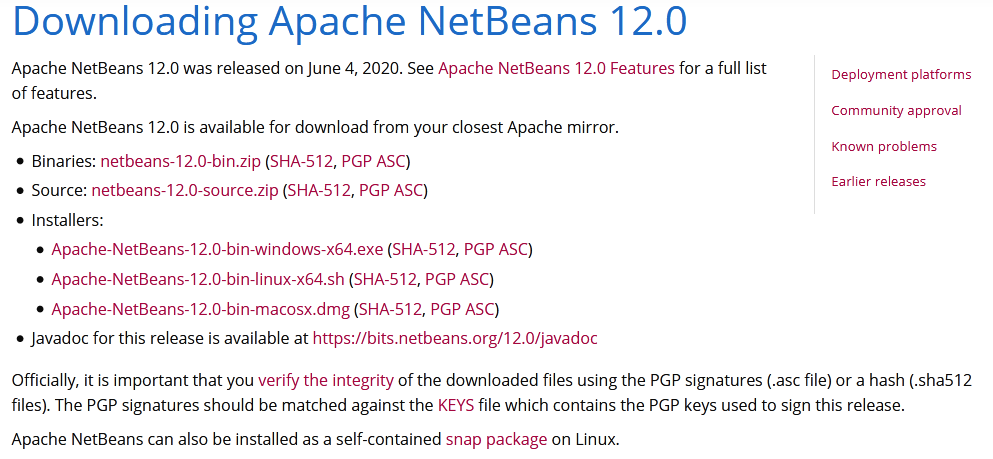 Downloading Apache NetBeans 12.0
Apache NetBeans 12.0 was released on June 4, 2020. See Apache NetBeans 12.0 Features for a full list
of features.
Apache NetBeans 12.0 is available for download from your closest Apache mirror.
• Binaries: netbeans-12.0-bin.zip (SHA-512, PGP ASC)
• Source: netbeans-12.0-source.zip (SHA-512, PGP ASC)
• Installers:
• Apache-NetBeans-12.0-bin-windows-x64.exe (SHA-512, PGP ASC)
• Apache-NetBeans-12.0-bin-linux-x64.sh (SHA-512, PGP ASC)
• Apache-NetBeans-12.0-bin-macosx.dmg (SHA-512, PGP ASC)
• Javadoc for this release is available at https://bits.netbeans.org/12.0/javadoc
Officially, it is important that you verify the integrity of the downloaded files using the PGP signatures (.asc file) or a hash (.sha512
files). The PGP signatures should be matched against the KEYS file which contains the PGP keys used to sign this release.
Apache NetBeans can also be installed as a self-contained snap package on Linux.
Deployment platforms
Community approval
Known problems
Earlier releases